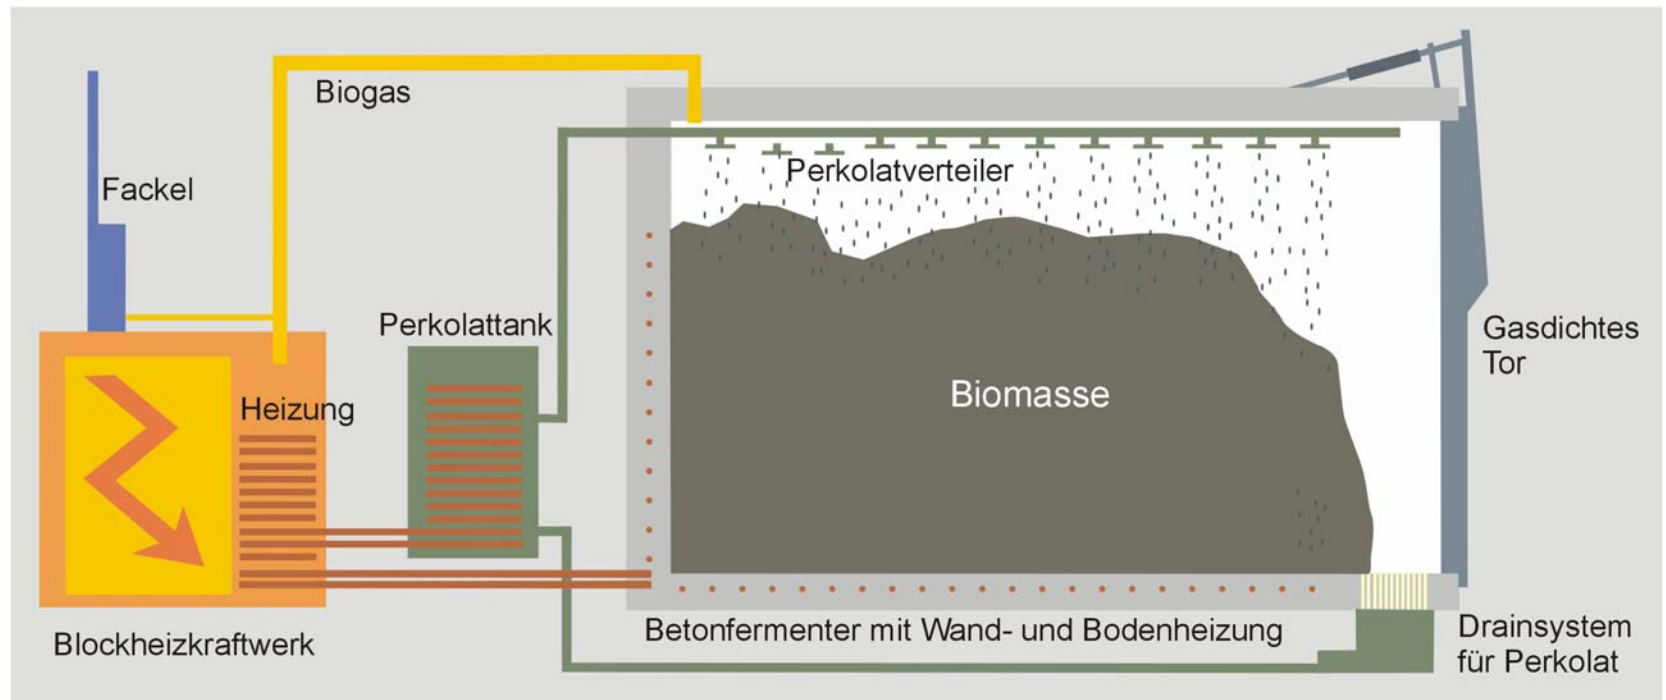 Biogas
Fackel
Perkolatverteiler
Perkolattank
Gasdichtes
Tor
Biomasse
Heizung
Betonfermenter mit Wand- und Bodenheizung
Blockheizkraftwerk
Drainsystem
für Perkolat